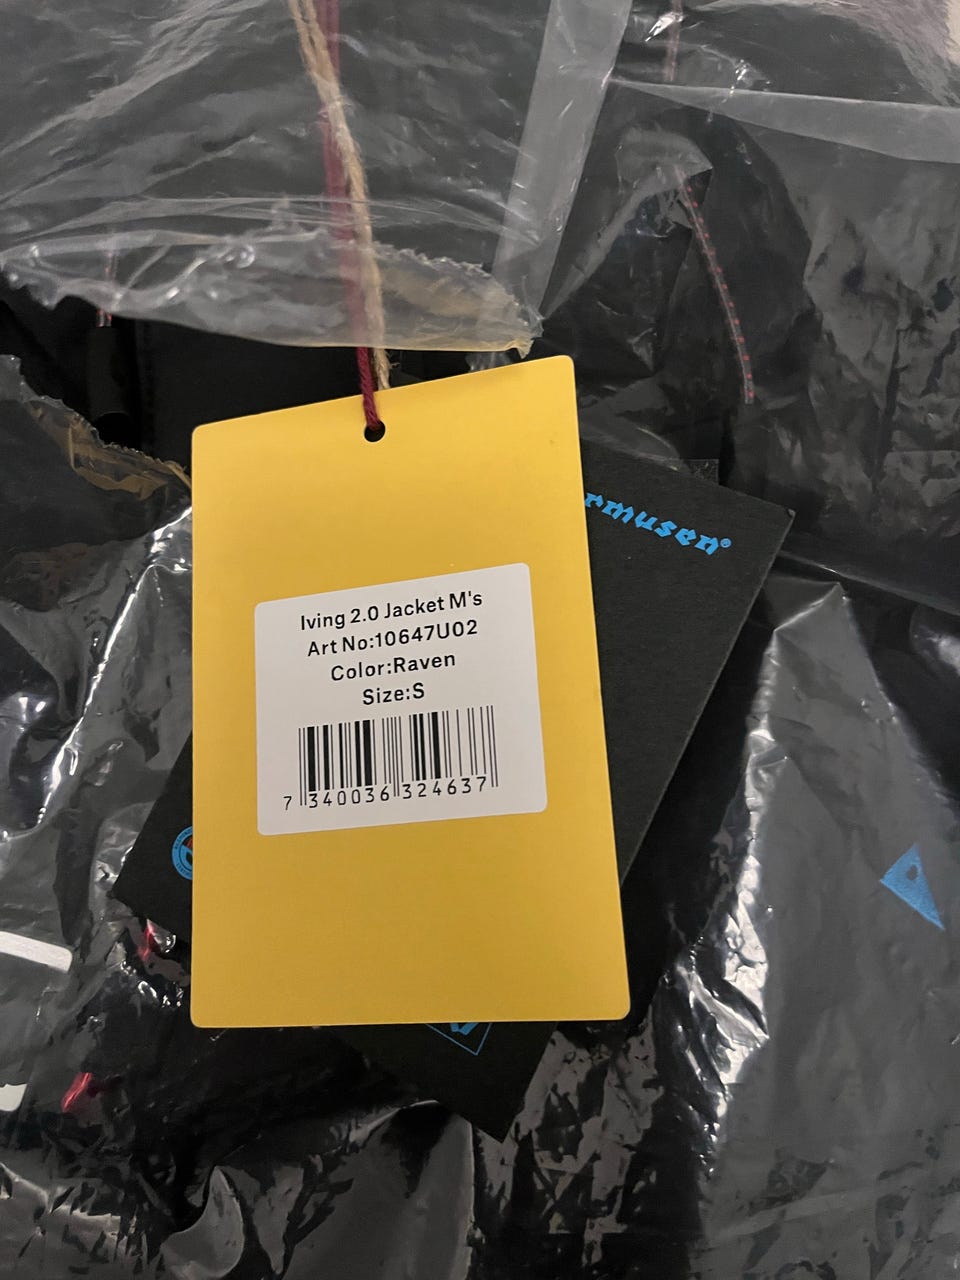 rmusen®
Iving 2.0 Jacket M's
Art No:10647U02
Color:Raven
Size:S
7 340036 324637